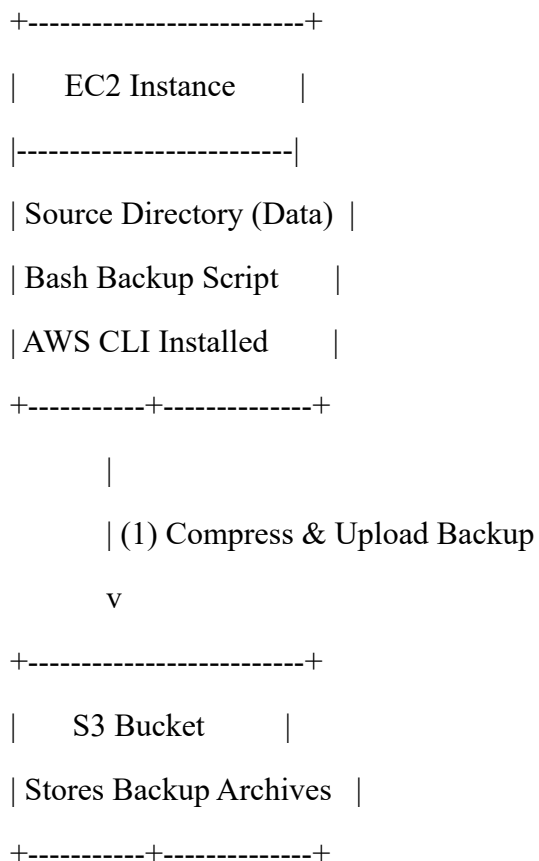 +--------------------------+
|      EC2 Instance      |
|--------------------------|
| Source Directory (Data)  |
| Bash Backup Script      |
| AWS CLI Installed      |
+-----------+--------------+
|
| (1) Compress & Upload Backup
v
+--------------------------+
|      S3 Bucket        |
| Stores Backup Archives   |
+-----------+--------------+